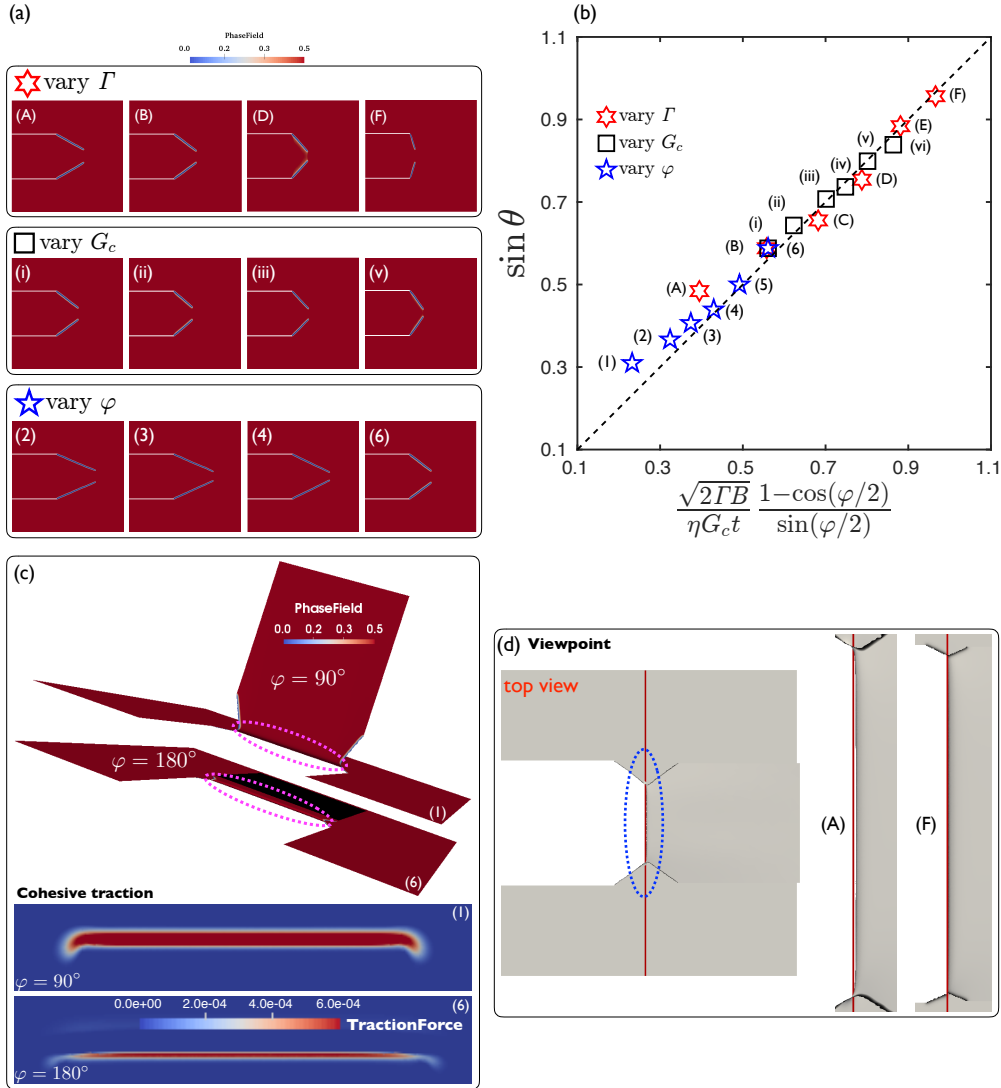 (a)
PhaseField
0.0 0.2 0.3 0.5
vary Γ
(A) (B) (D) (F)
vary G_c
(i) (ii) (iii) (v)
vary φ
(2) (3) (4) (6)
(b)
1.1
0.9
0.7
0.5
0.3
0.1
sin θ
vary Γ
vary G_c
vary φ
(F)
(E)
(v)
(vi)
(iv)
(D)
(iii)
(C)
(ii)
(i)
(B)
(6)
(5)
(A)
(4)
(2)
(3)
(1)
0.1 0.3 0.5 0.7 0.9 1.1
√2ΓB 1−cos(φ/2)
ηG_c t sin(φ/2)
(c)
PhaseField
0.0 0.2 0.3 0.5
φ = 90°
φ = 180°
(1)
(6)
Cohesive traction
(1)
φ = 90°
(6)
0.0e+00 2.0e-04 4.0e-04 6.0e-04
TractionForce
φ = 180°
(d) Viewpoint
top view
(A) (F)